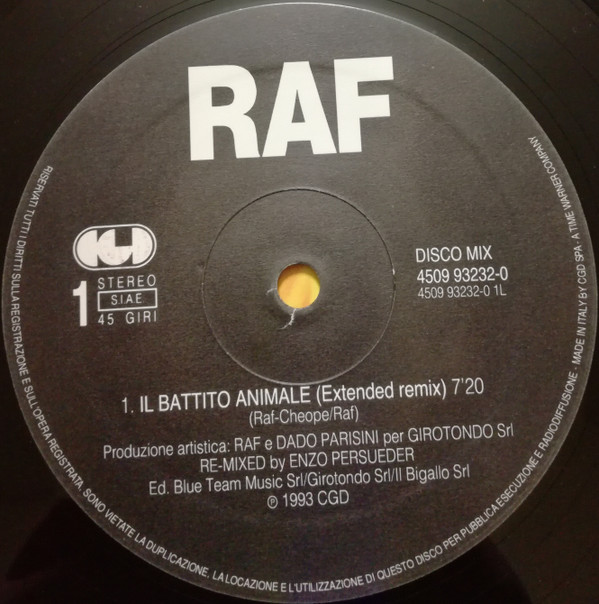 RAF
CGD
1
STEREO
S.I.A.E.
45 GIRI
DISCO MIX
4509 93232-0
4509 93232-0 1L
1. IL BATTITO ANIMALE (Extended remix) 7'20
(Raf-Cheope/Raf)
Produzione artistica: RAF e DADO PARISINI per GIROTONDO Srl
RE-MIXED by ENZO PERSUEDER
Ed. Blue Team Music Srl/Girotondo Srl/Il Bigallo Srl
℗ 1993 CGD
RISERVATI TUTTI I DIRITTI SULLA REGISTRAZIONE E SULL'OPERA REGISTRATA. SONO VIETATE LA DUPLICAZIONE, LA LOCAZIONE E L'UTILIZZAZIONE DI QUESTO DISCO PER PUBBLICA ESECUZIONE E RADIODIFFUSIONE - MADE IN ITALY BY CGD SPA - A TIME WARNER COMPANY